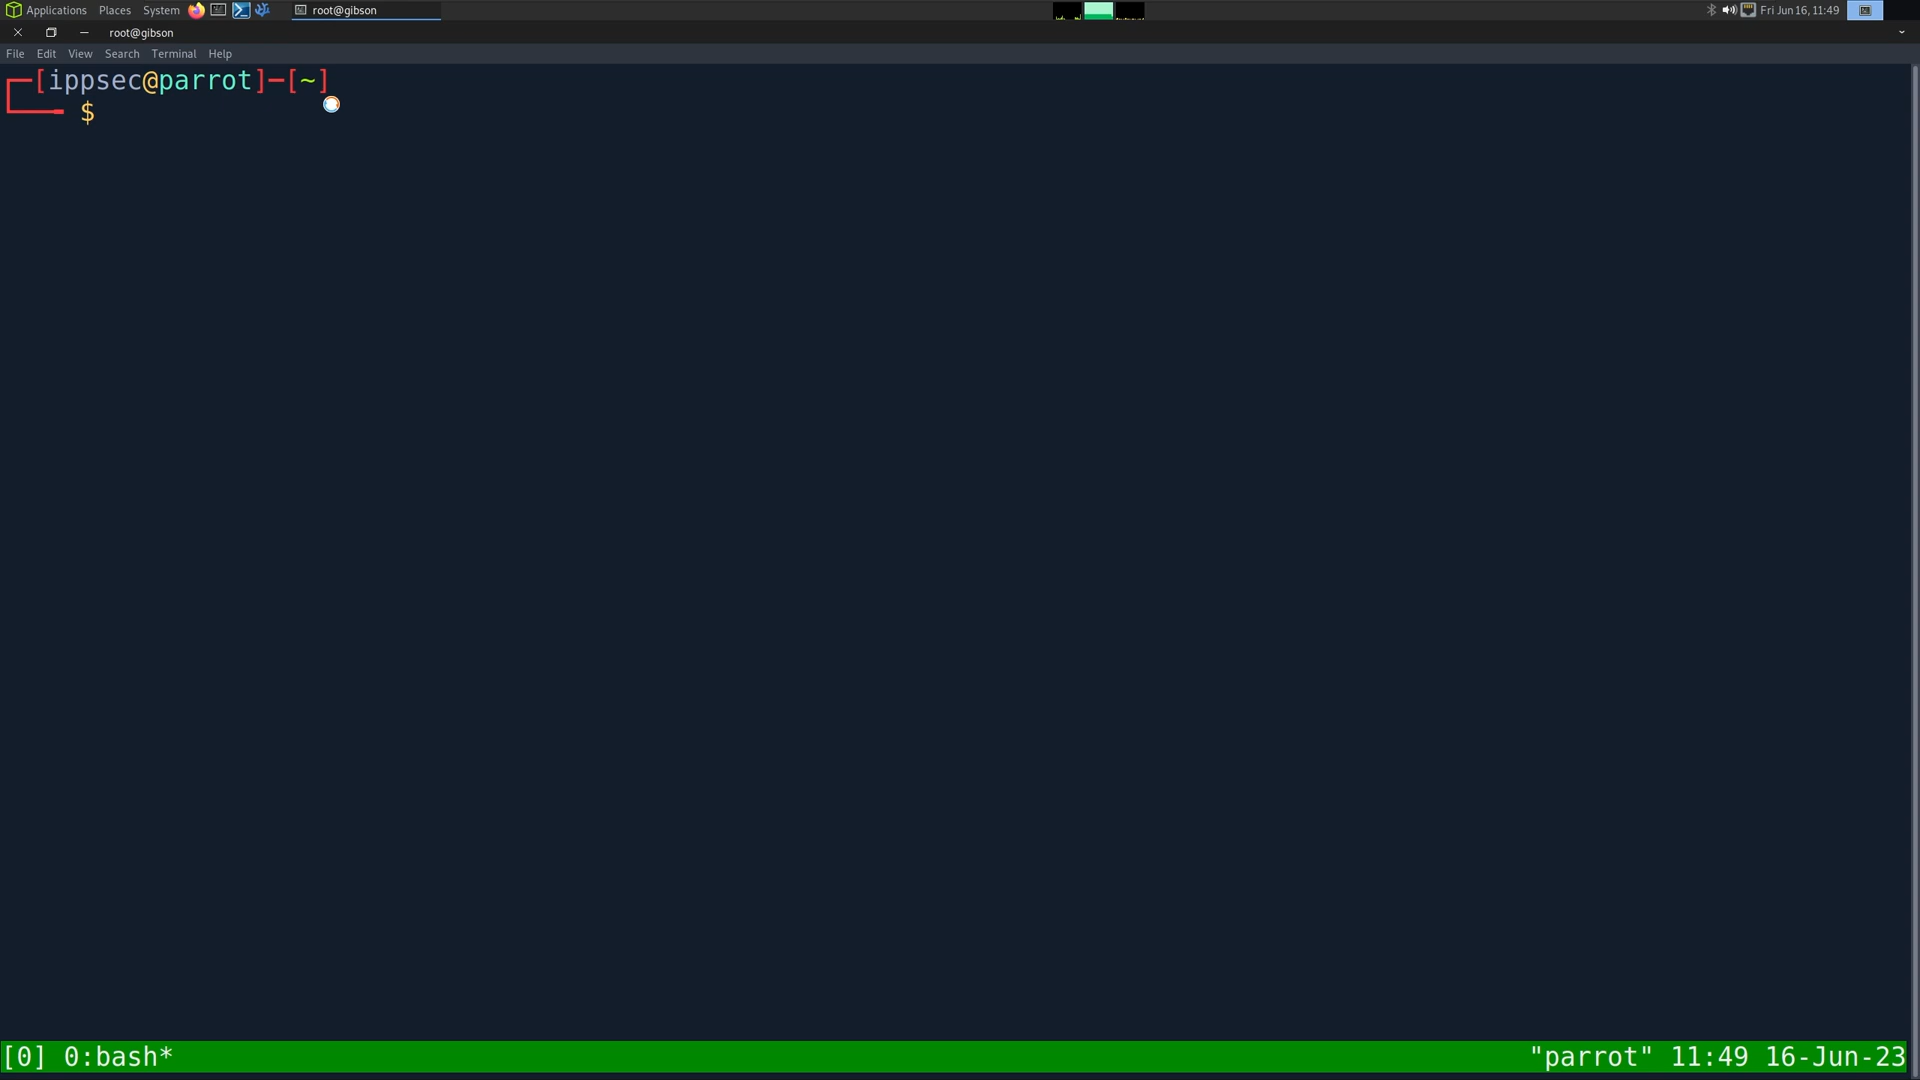 Applications Places System root@gibson Fri Jun 16, 11:49
root@gibson
File Edit View Search Terminal Help
[ippsec@parrot]─[~]
$
[0] 0:bash* "parrot" 11:49 16-Jun-23